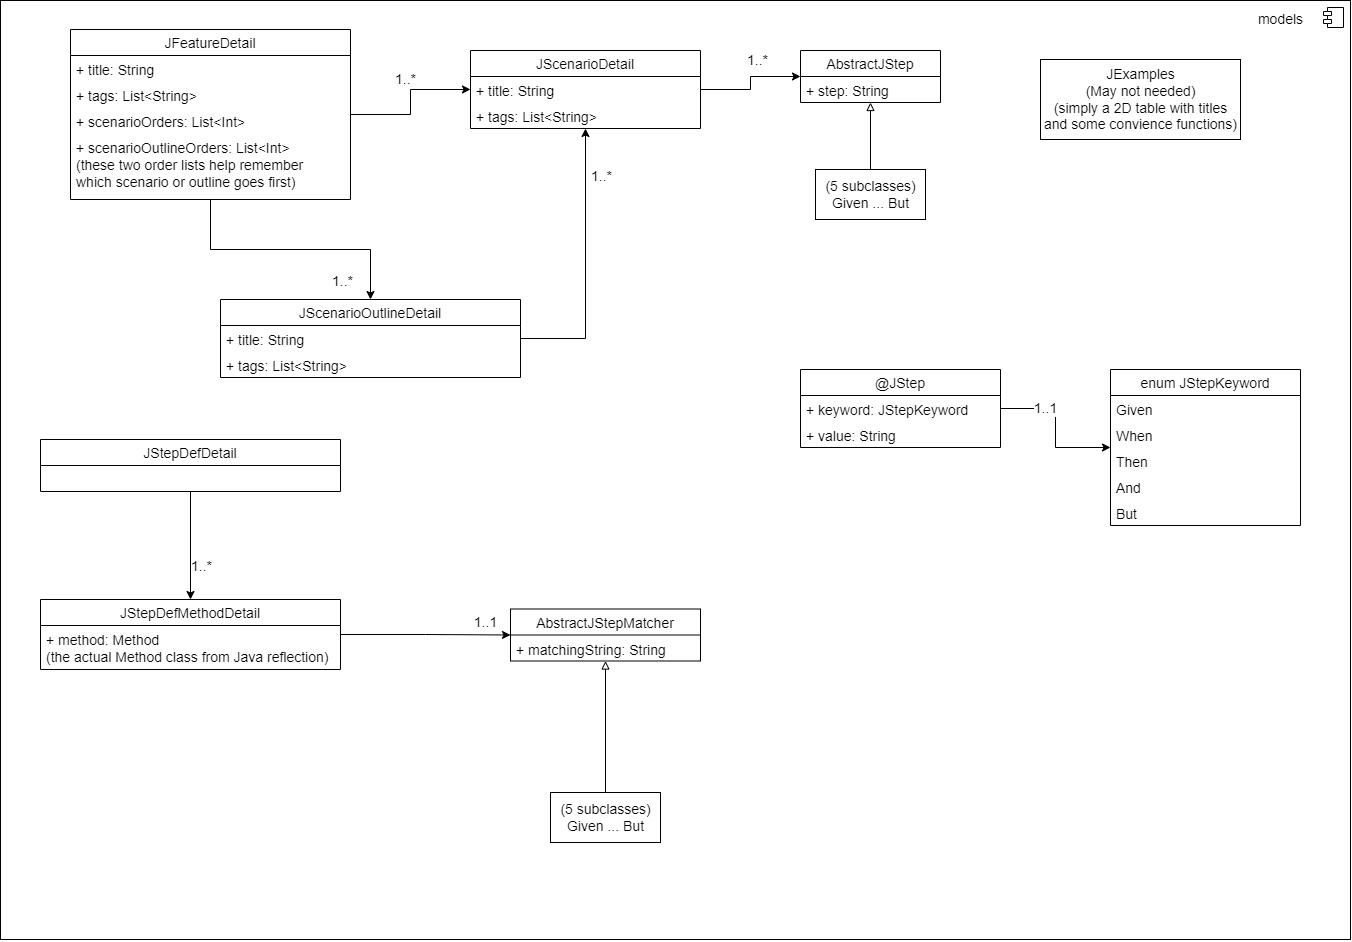 models
JFeatureDetail
+ title: String
+ tags: List<String>
+ scenarioOrders: List<Int>
+ scenarioOutlineOrders: List<Int>
(these two order lists help remember
which scenario or outline goes first)
1..*
JScenarioDetail
+ title: String
+ tags: List<String>
1..*
AbstractJStep
+ step: String
(5 subclasses)
Given ... But
JExamples
(May not needed)
(simply a 2D table with titles
and some convience functions)
1..*
1..*
JScenarioOutlineDetail
+ title: String
+ tags: List<String>
@JStep
+ keyword: JStepKeyword
+ value: String
1..1
enum JStepKeyword
Given
When
Then
And
But
JStepDefDetail
1..*
JStepDefMethodDetail
+ method: Method
(the actual Method class from Java reflection)
1..1
AbstractJStepMatcher
+ matchingString: String
(5 subclasses)
Given ... But